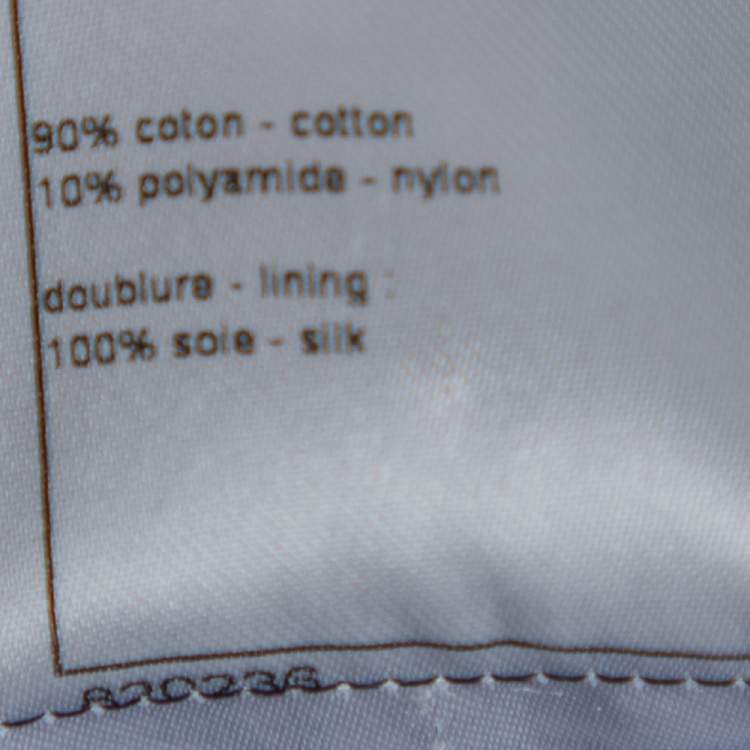 90% coton - cotton
10% polyamide - nylon
doublure - lining :
100% soie - silk